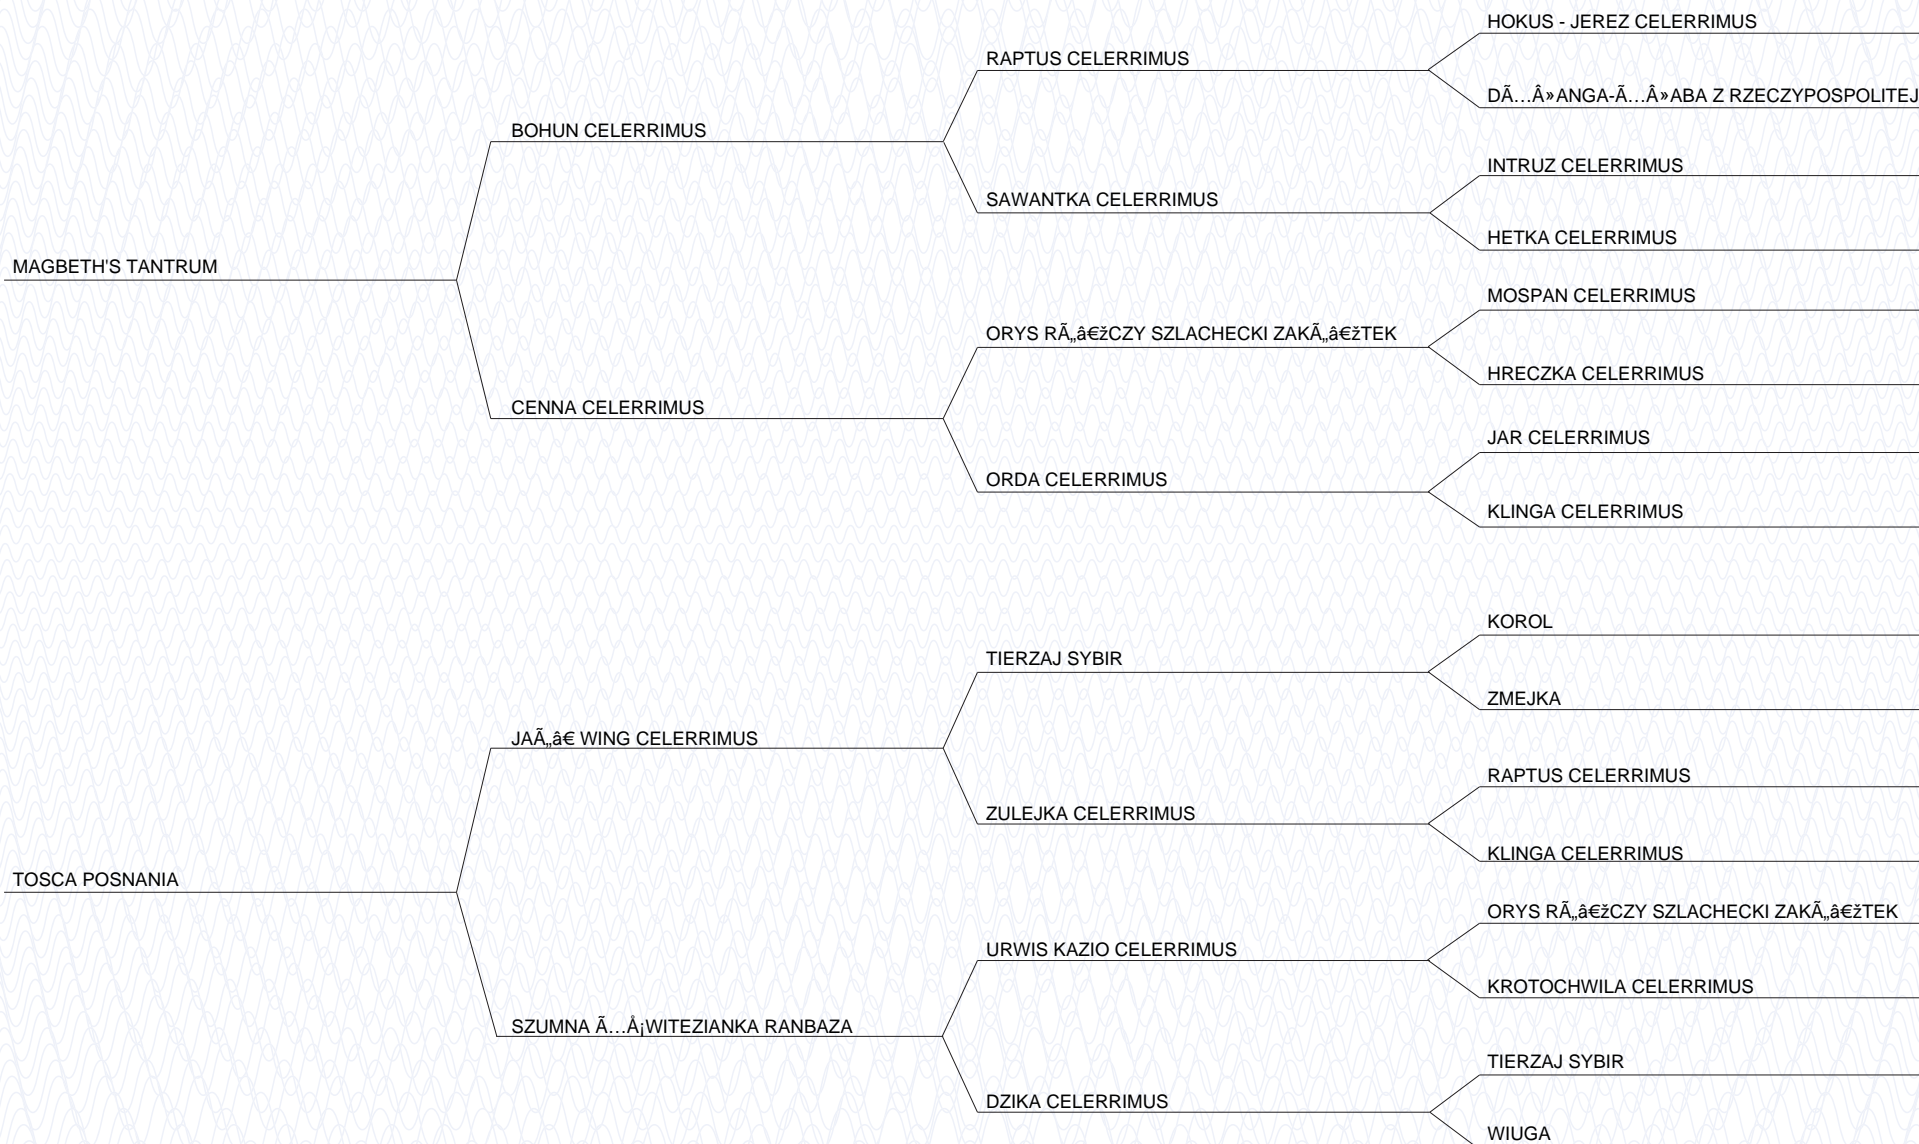 HOKUS - JEREZ CELERRIMUS
RAPTUS CELERRIMUS
DÃ…Â»ANGA-Ã…Â»ABA Z RZECZYPOSPOLITEJ
BOHUN CELERRIMUS
INTRUZ CELERRIMUS
SAWANTKA CELERRIMUS
HETKA CELERRIMUS
MAGBETH'S TANTRUM
MOSPAN CELERRIMUS
ORYS RÃ„â€žCZY SZLACHECKI ZAKÃ„â€žTEK
HRECZKA CELERRIMUS
CENNA CELERRIMUS
JAR CELERRIMUS
ORDA CELERRIMUS
KLINGA CELERRIMUS
KOROL
TIERZAJ SYBIR
ZMEJKA
JAÃ„â€ WING CELERRIMUS
RAPTUS CELERRIMUS
ZULEJKA CELERRIMUS
KLINGA CELERRIMUS
TOSCA POSNANIA
ORYS RÃ„â€žCZY SZLACHECKI ZAKÃ„â€žTEK
URWIS KAZIO CELERRIMUS
KROTOCHWILA CELERRIMUS
SZUMNA Ã…Å¡WITEZIANKA RANBAZA
TIERZAJ SYBIR
DZIKA CELERRIMUS
WIUGA